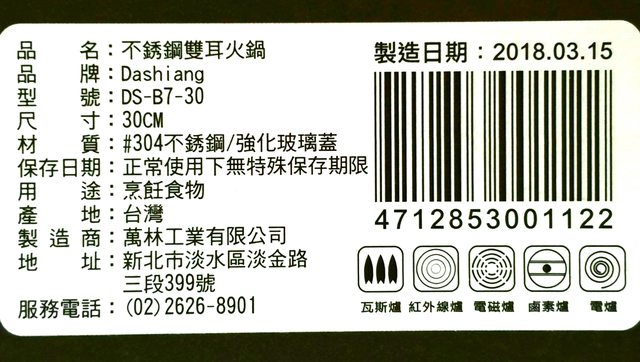 品　　名：不銹鋼雙耳火鍋
品　　牌：Dashiang
型　　號：DS-B7-30
尺　　寸：30CM
材　　質：#304不銹鋼/強化玻璃蓋
保存日期：正常使用下無特殊保存期限
用　　途：烹飪食物
產　　地：台灣
製 造 商：萬林工業有限公司
地　　址：新北市淡水區淡金路
三段399號
服務電話：(02)2626-8901
製造日期：2018.03.15
4712853001122
瓦斯爐 紅外線爐 電磁爐 鹵素爐 電爐